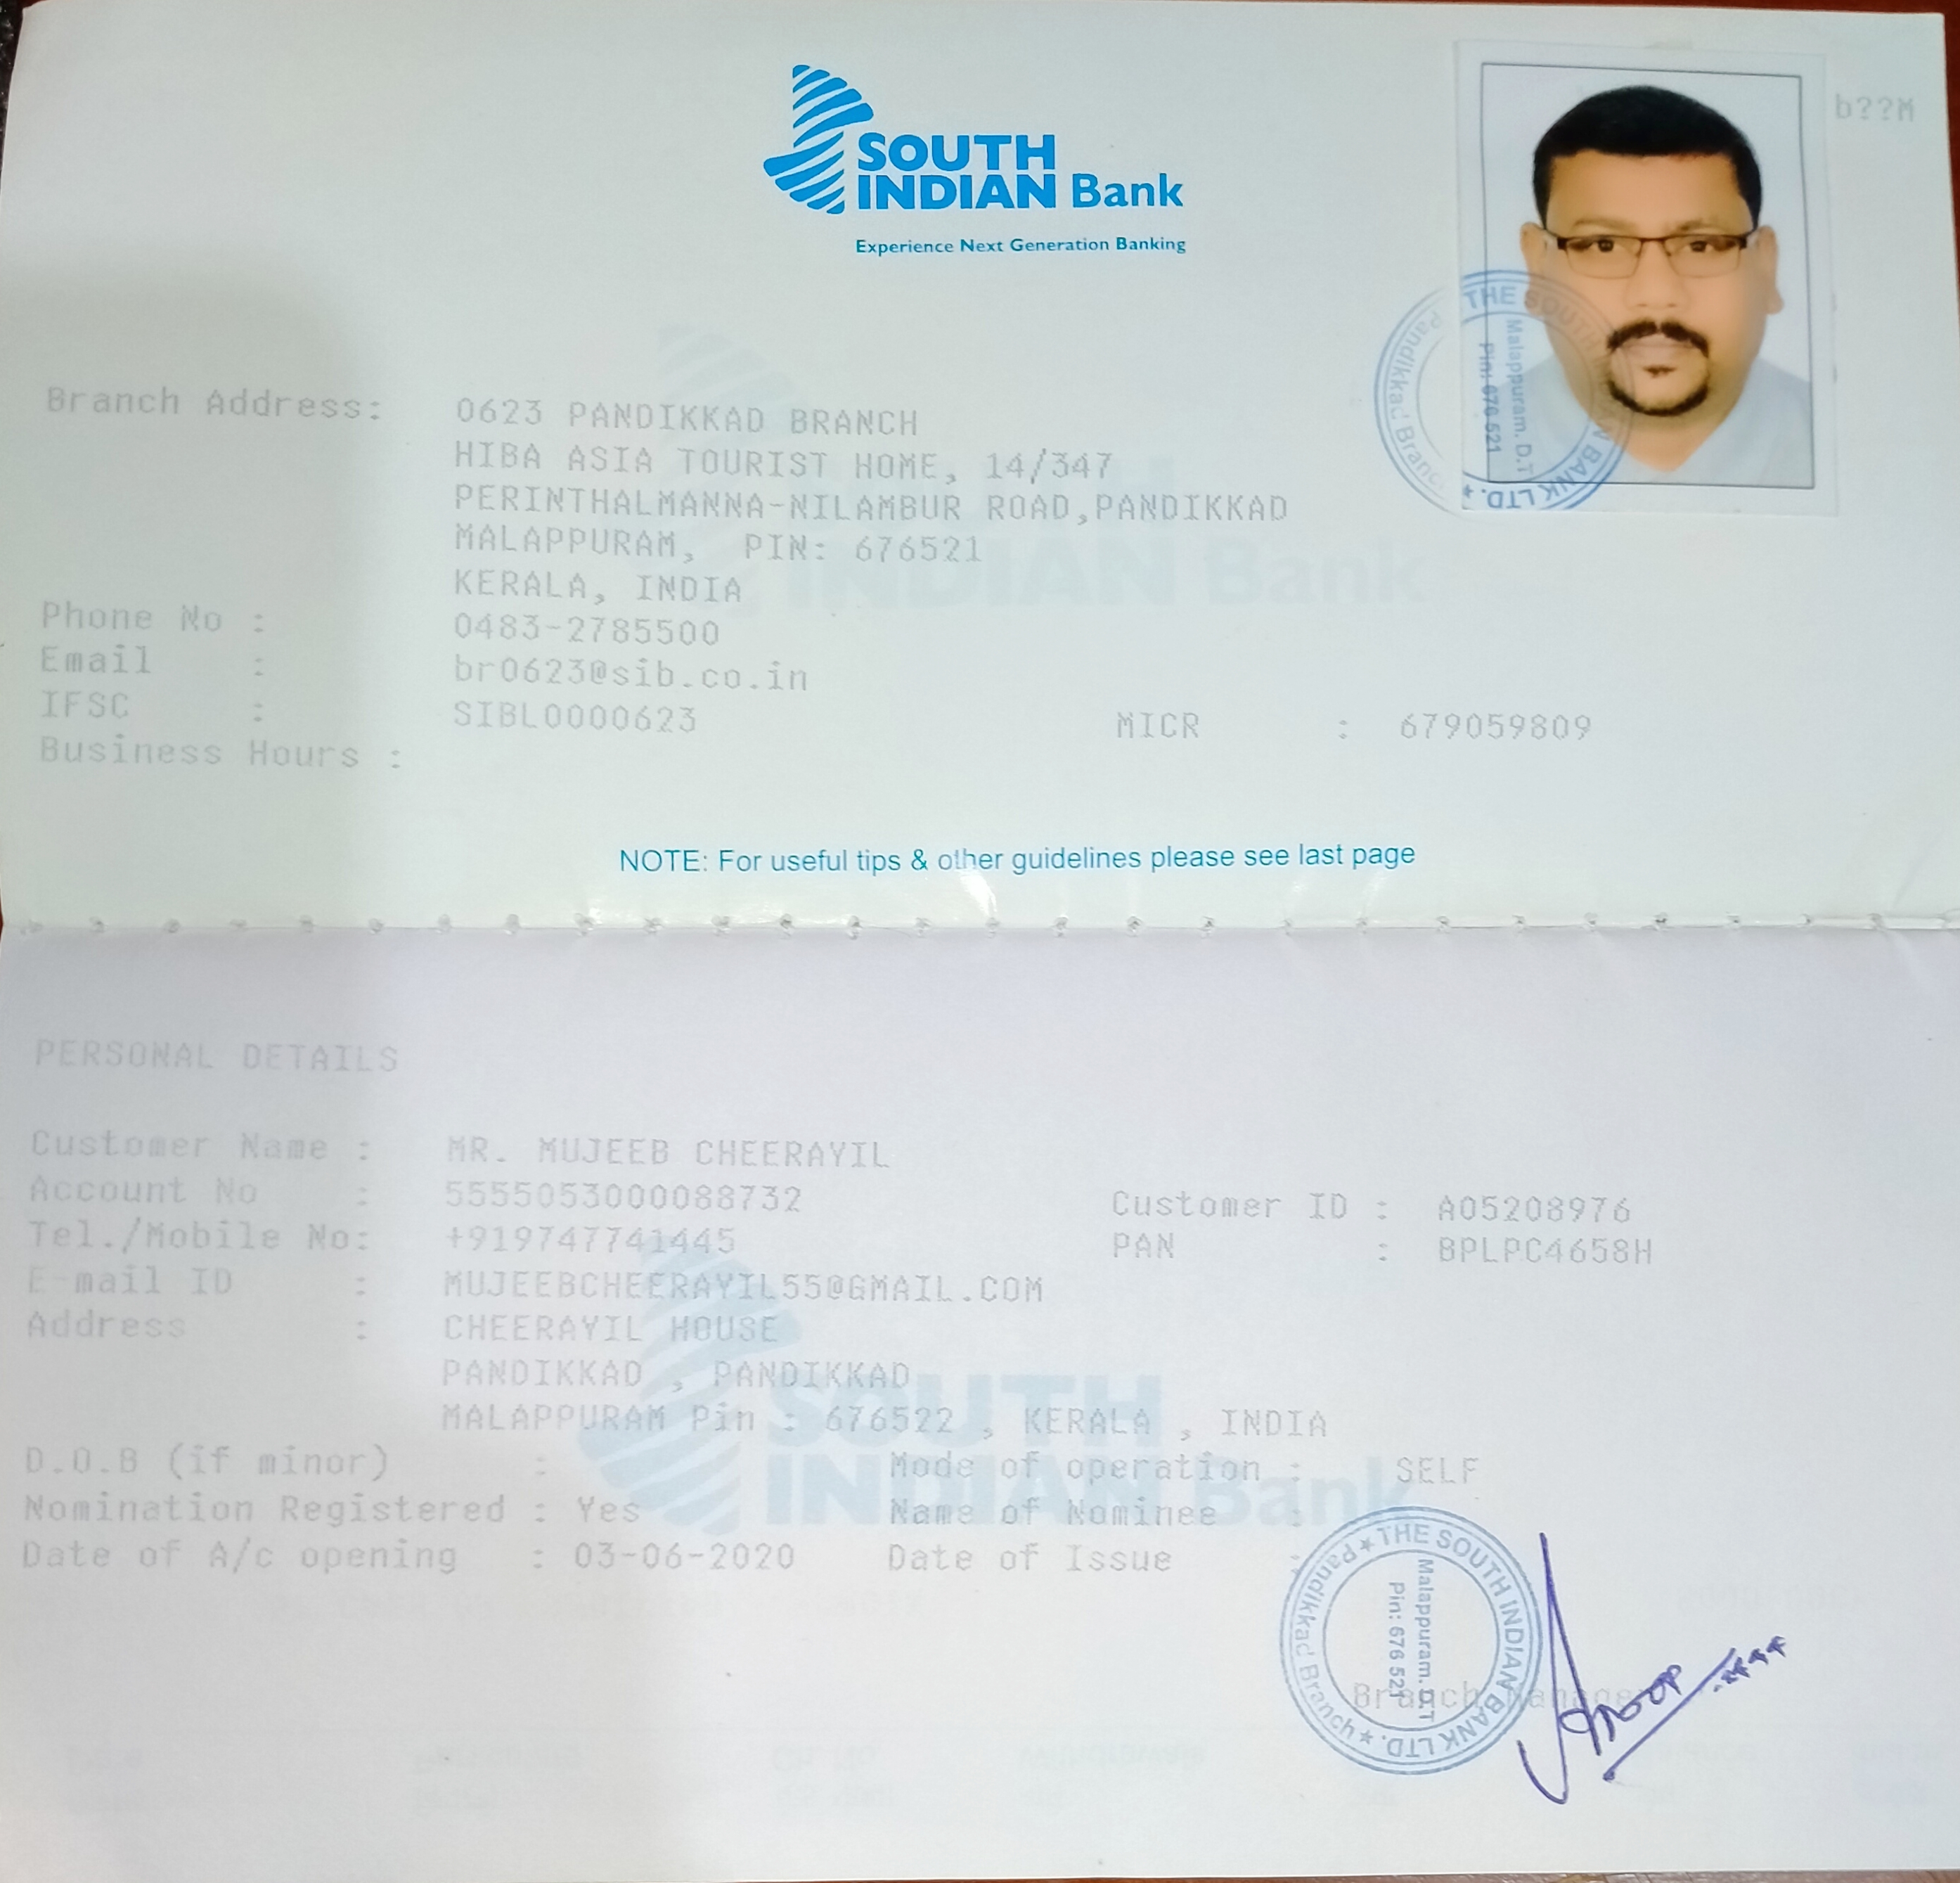 SOUTH
INDIAN Bank
Experience Next Generation Banking
b??M
THE SOUTH INDIAN BANK LTD. ★ Pandikkad Branch
Malappuram. D.T
Pin: 676 521
Branch Address: 0623 PANDIKKAD BRANCH
HIBA ASIA TOURIST HOME, 14/347
PERINTHALMANNA-NILAMBUR ROAD,PANDIKKAD
MALAPPURAM, PIN: 676521
KERALA, INDIA
Phone No : 0483-2785500
Email : br0623@sib.co.in
IFSC : SIBL0000623 MICR : 679059809
Business Hours :
NOTE: For useful tips & other guidelines please see last page
PERSONAL DETAILS
Customer Name : MR. MUJEEB CHEERAYIL
Account No : 5555053000088732 Customer ID : A05208976
Tel./Mobile No: +919747741445 PAN : BPLPC4658H
E-mail ID : MUJEEBCHEERAYIL55@GMAIL.COM
Address : CHEERAYIL HOUSE
PANDIKKAD , PANDIKKAD
MALAPPURAM Pin : 676522 , KERALA , INDIA
D.O.B (if minor) : Mode of operation : SELF
Nomination Registered : Yes Name of Nominee :
Date of A/c opening : 03-06-2020 Date of Issue :
★ THE SOUTH INDIAN BANK LTD. ★ Pandikkad Branch
Malappuram. D.T
Pin: 676 521
Branch Manager